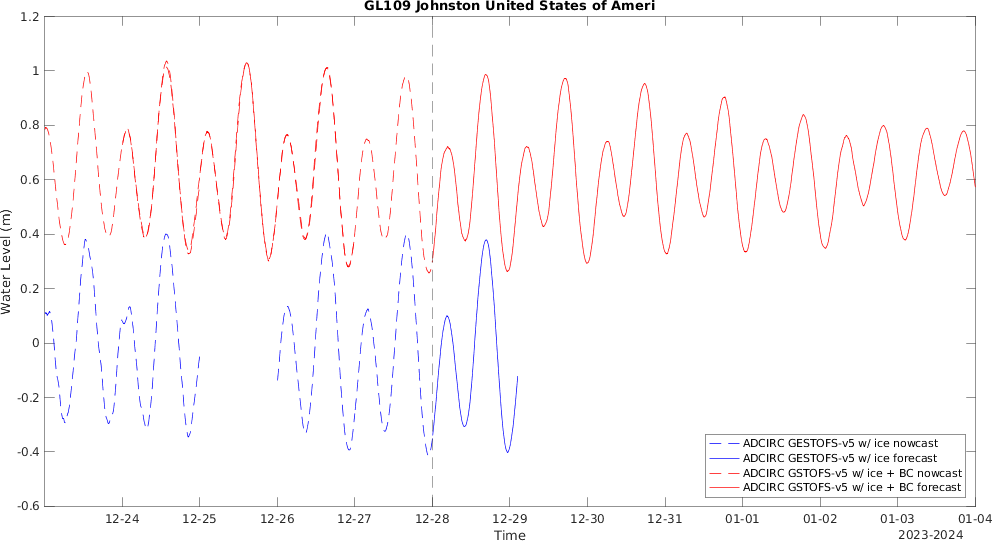 GL109 Johnston United States of Ameri
1.2
1
0.8
0.6
0.4
0.2
0
-0.2
-0.4
-0.6
Water Level (m)
ADCIRC GESTOFS-v5 w/ ice nowcast
ADCIRC GESTOFS-v5 w/ ice forecast
ADCIRC GSTOFS-v5 w/ ice + BC nowcast
ADCIRC GSTOFS-v5 w/ ice + BC forecast
12-24 12-25 12-26 12-27 12-28 12-29 12-30 12-31 01-01 01-02 01-03 01-04
Time
2023-2024